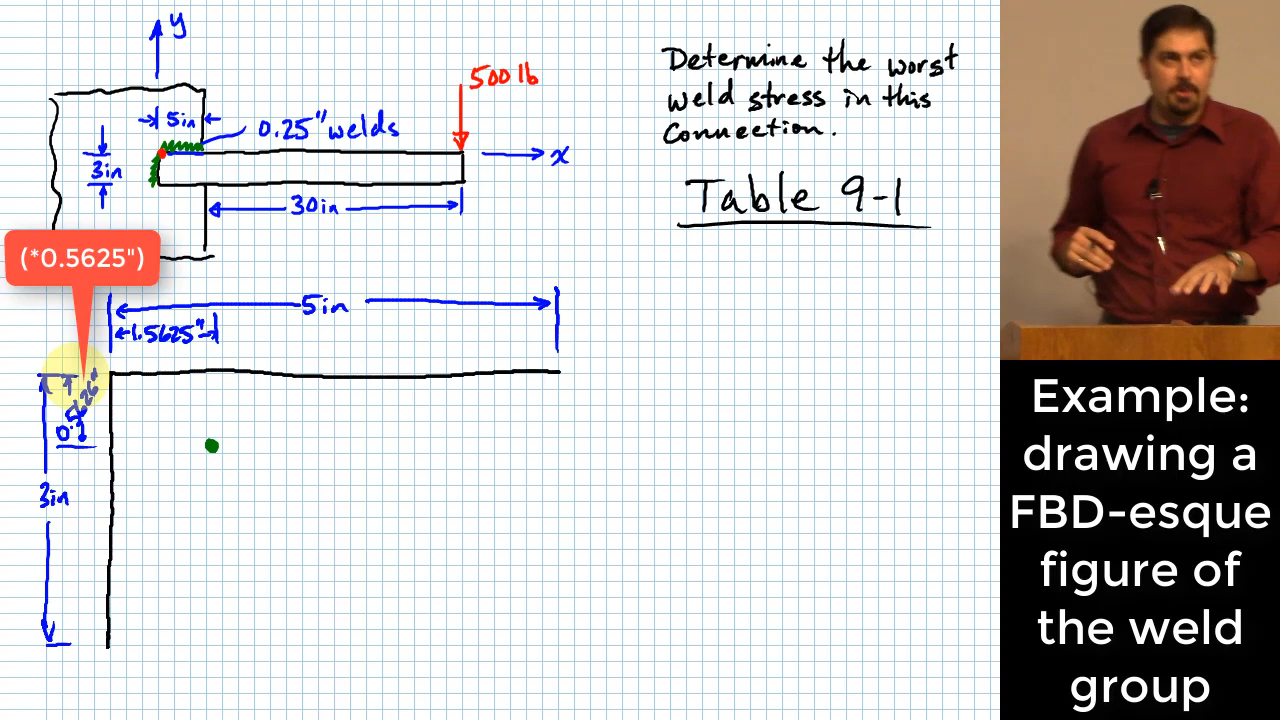 y
500 lb
5in
0.25" welds
x
3in
30in
Determine the worst
weld stress in this
connection.
Table 9-1
(*0.5625")
5in
1.5625"
3in
Example:
drawing a
FBD-esque
figure of
the weld
group